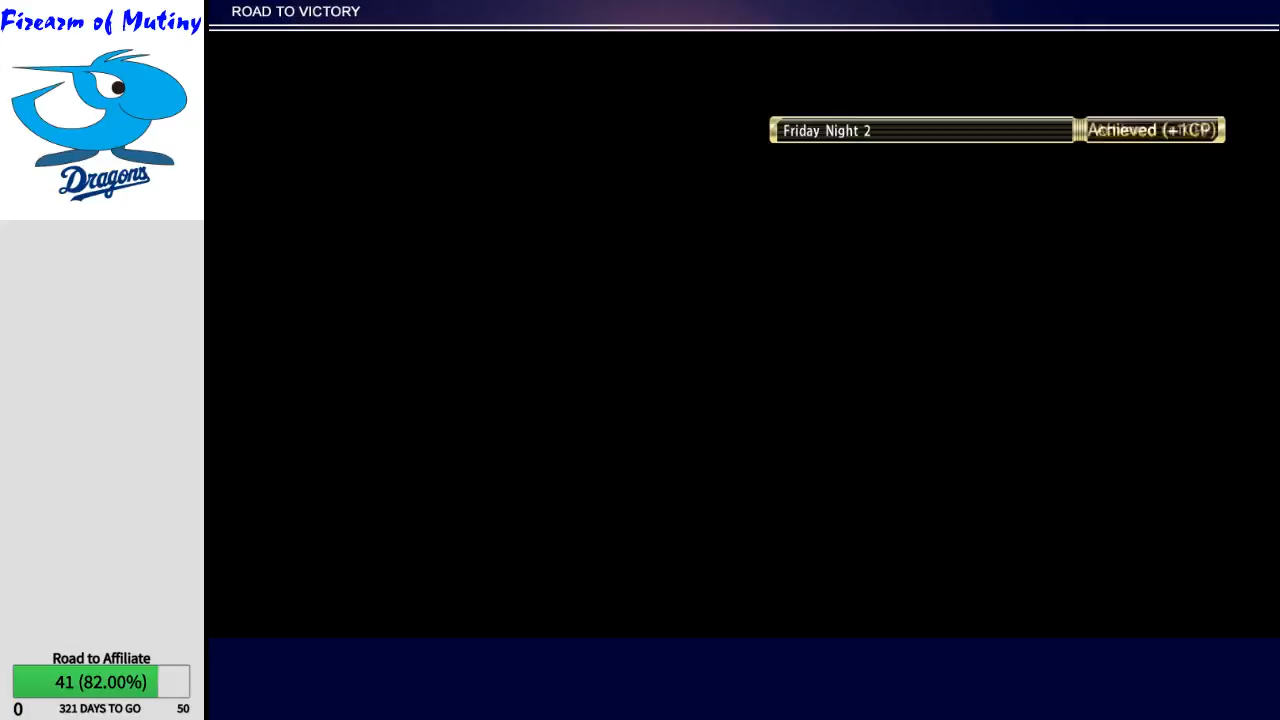 Firearm of Mutiny
Dragons
ROAD TO VICTORY
Friday Night 2
Achieved (+1CP)
Road to Affiliate
41 (82.00%)
0
321 DAYS TO GO
50